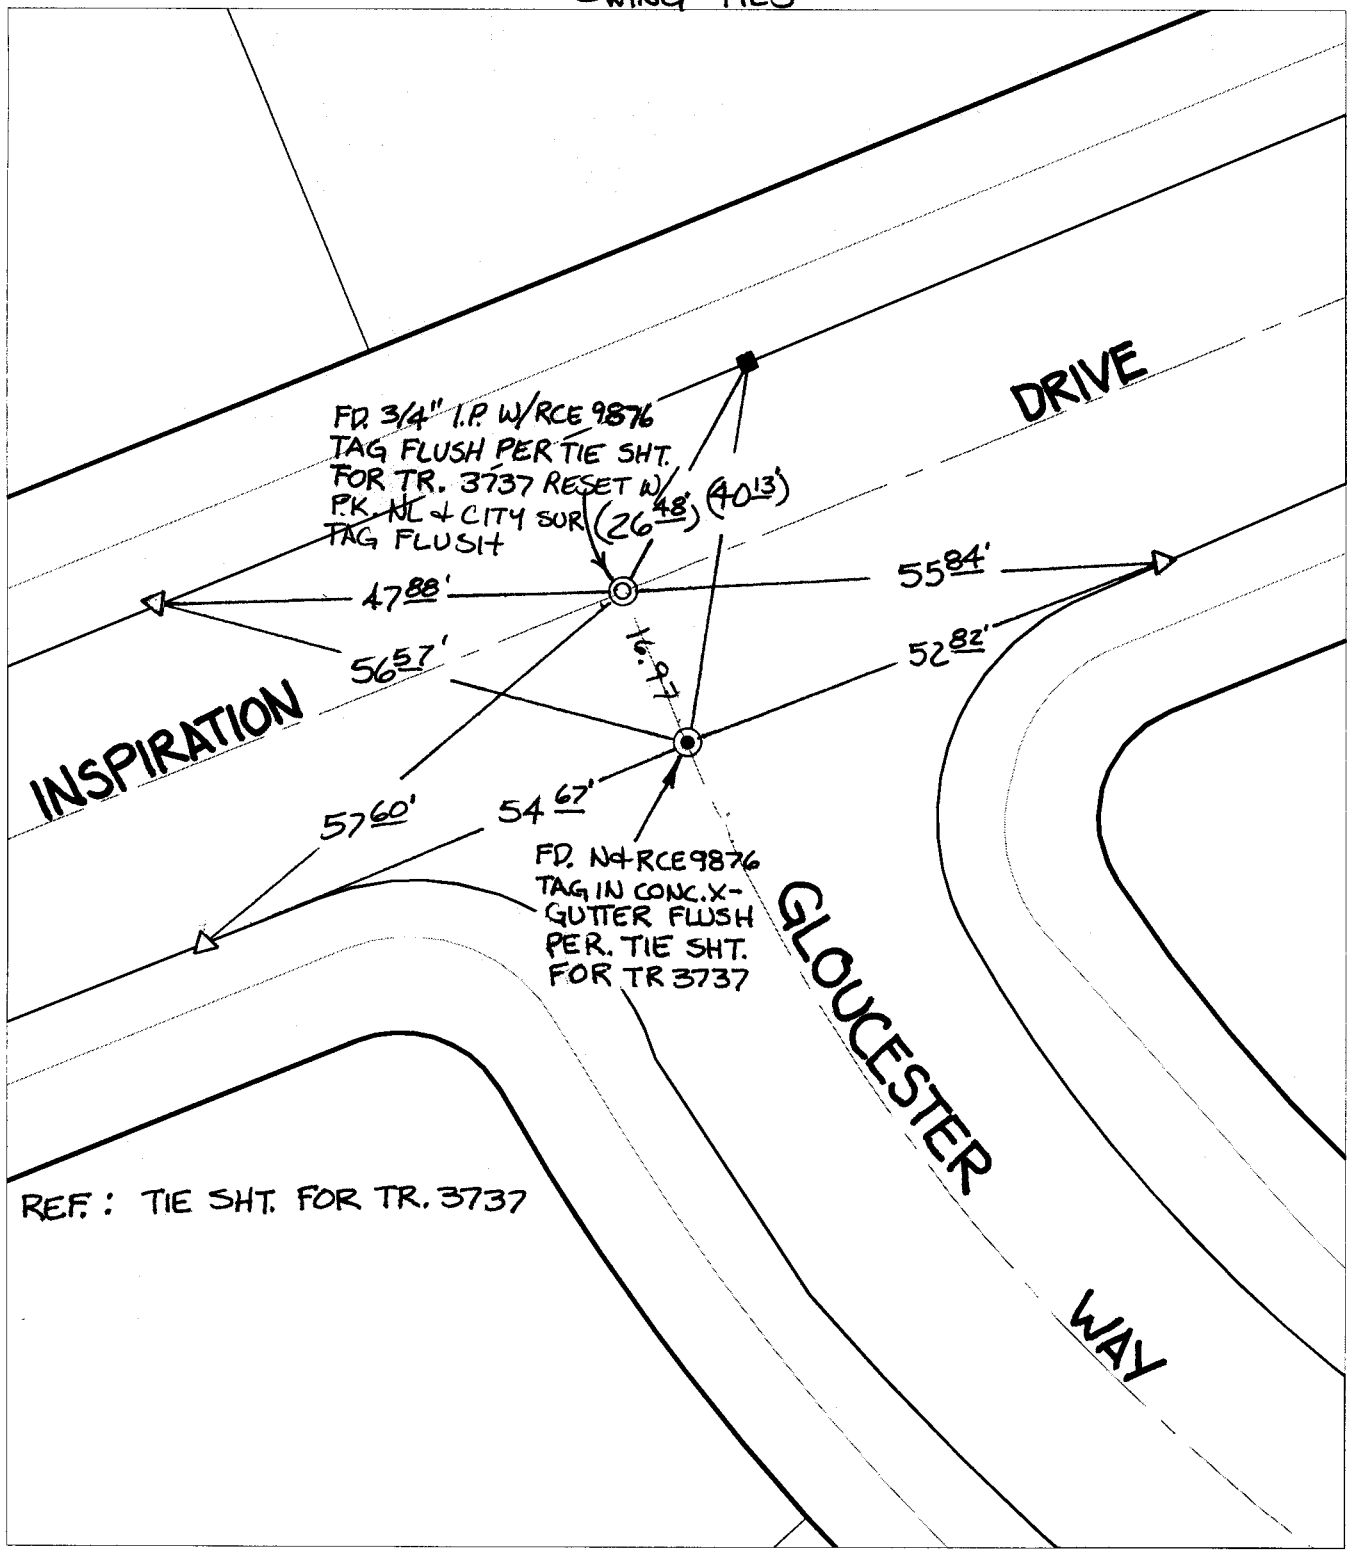 SWING TIES
DRIVE
FD. 3/4" I.P. W/RCE 9876
TAG FLUSH PER TIE SHT.
FOR TR. 3737 RESET W/
P.K. NL & CITY SUR
TAG FLUSH
(26 48') (40 13')
47 88'
55 84'
56 57'
16.97
52 82'
INSPIRATION
57 60'
54 67'
FD. N&RCE9876
TAG IN CONC. X-
GUTTER FLUSH
PER. TIE SHT.
FOR TR 3737
GLOUCESTER
WAY
REF.: TIE SHT. FOR TR. 3737